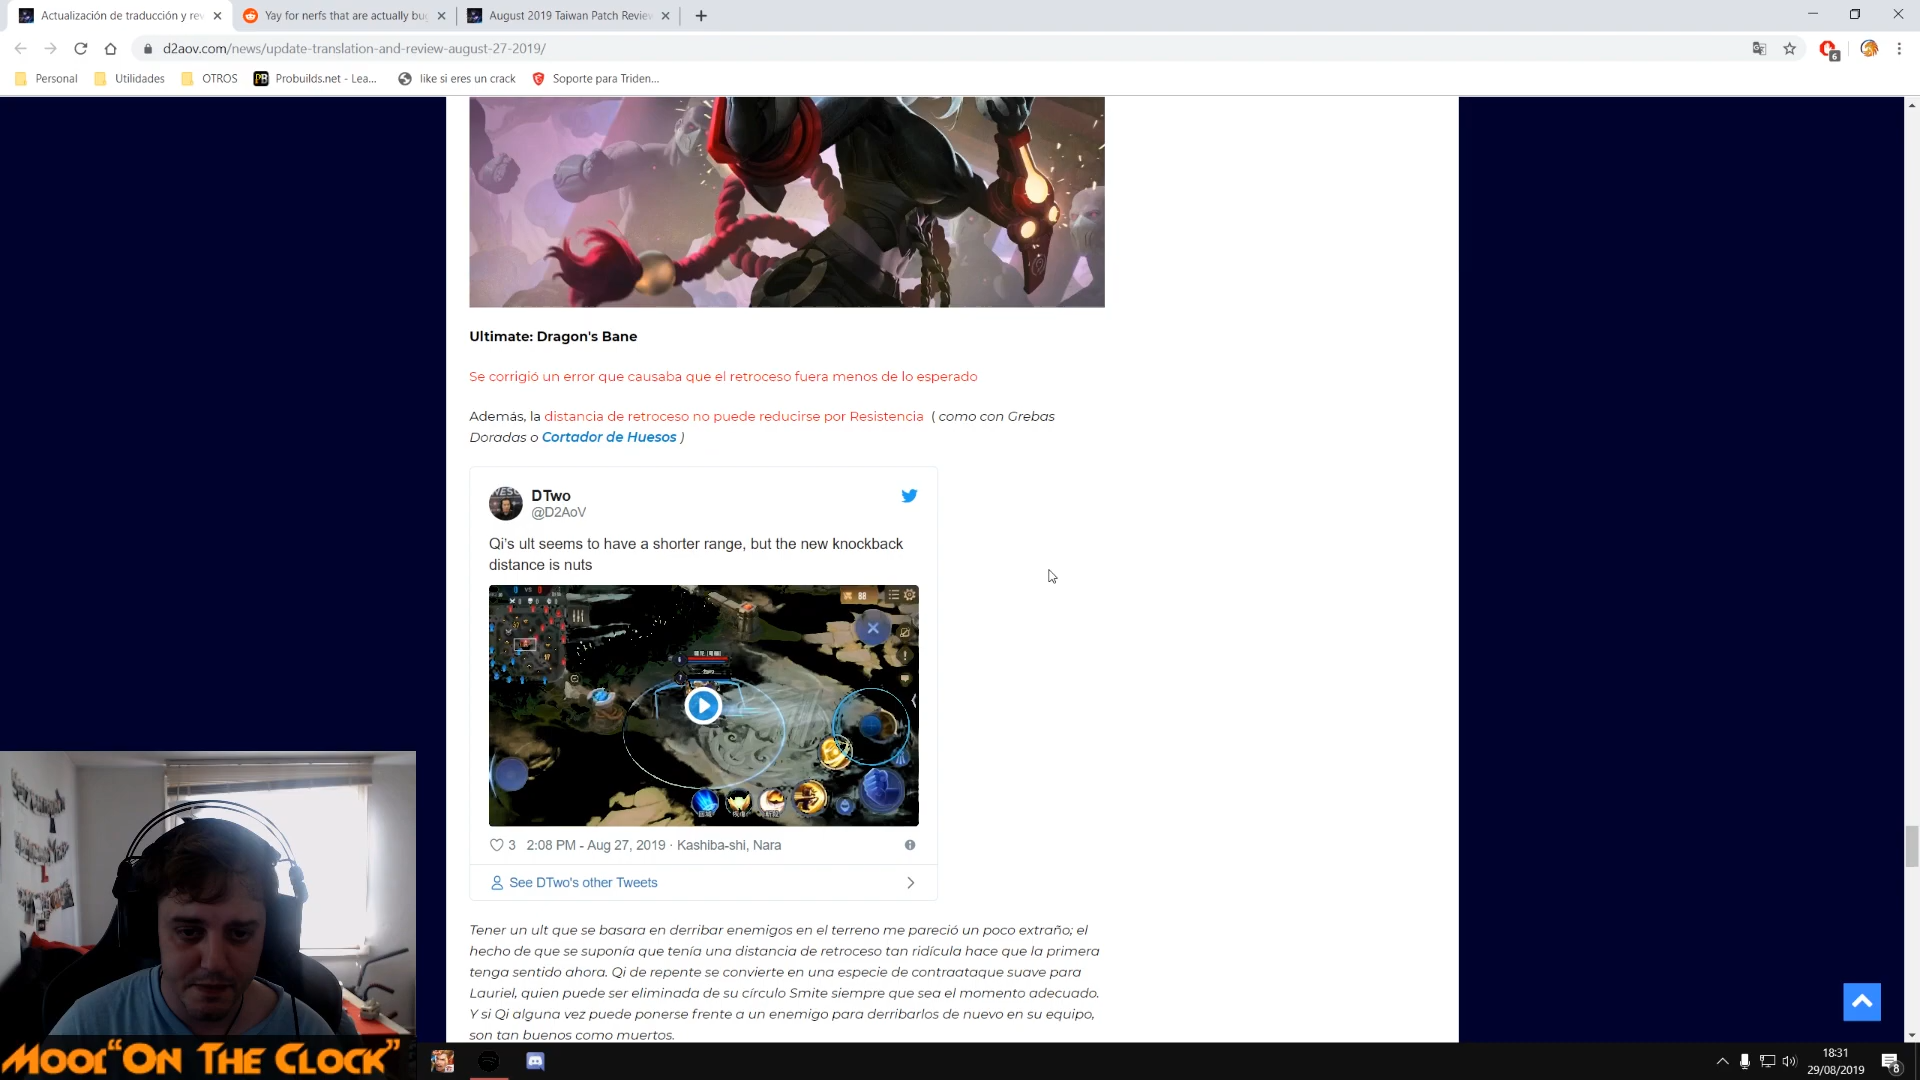 Actualización de traducción y rev
Yay for nerfs that are actually bug
August 2019 Taiwan Patch Review
d2aov.com/news/update-translation-and-review-august-27-2019/
Personal
Utilidades
OTROS
Probuilds.net - Lea...
like si eres un crack
Soporte para Triden...
Ultimate: Dragon's Bane
Se corrigió un error que causaba que el retroceso fuera menos de lo esperado
Además, la distancia de retroceso no puede reducirse por Resistencia ( como con Grebas
Doradas o Cortador de Huesos )
DTwo
@D2AoV
Qi's ult seems to have a shorter range, but the new knockback
distance is nuts
88
3 2:08 PM - Aug 27, 2019 · Kashiba-shi, Nara
See DTwo's other Tweets
Tener un ult que se basara en derribar enemigos en el terreno me pareció un poco extraño; el
hecho de que se suponía que tenía una distancia de retroceso tan ridícula hace que la primera
tenga sentido ahora. Qi de repente se convierte en una especie de contraataque suave para
Lauriel, quien puede ser eliminada de su círculo Smite siempre que sea el momento adecuado.
Y si Qi alguna vez puede ponerse frente a un enemigo para derribarlos de nuevo en su equipo,
son tan buenos como muertos.
MOOL "ON THE CLOCK"
18:31
29/08/2019
8